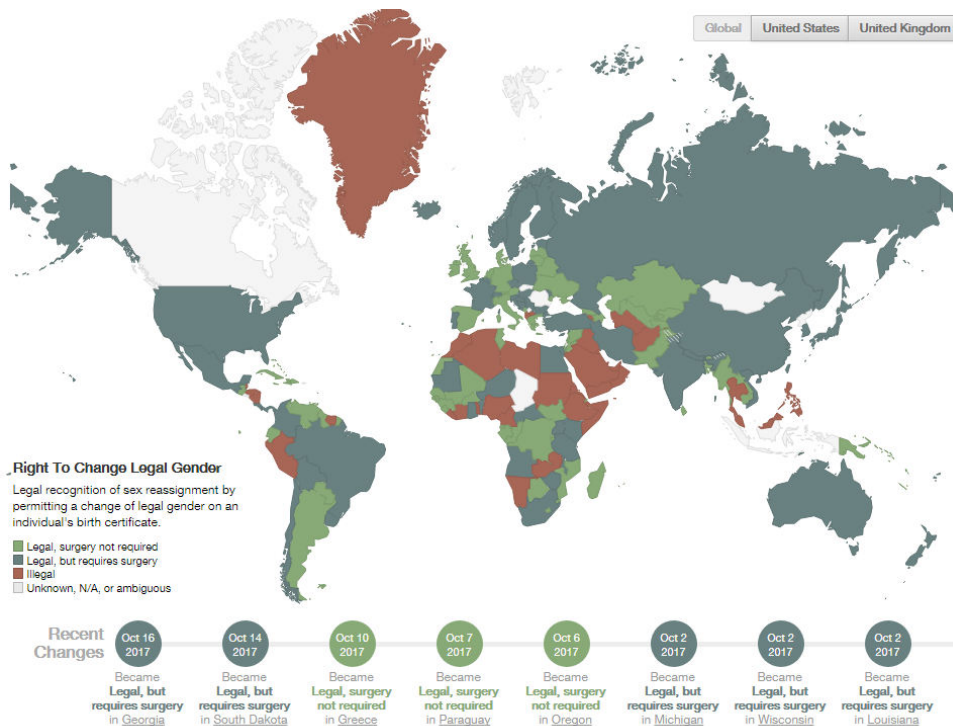 Global United States United Kingdom
Right To Change Legal Gender
Legal recognition of sex reassignment by
permitting a change of legal gender on an
individual's birth certificate.
Legal, surgery not required
Legal, but requires surgery
Illegal
Unknown, N/A, or ambiguous
Recent
Changes
Oct 16
2017
Became
Legal, but
requires surgery
in Georgia
Oct 14
2017
Became
Legal, but
requires surgery
in South Dakota
Oct 10
2017
Became
Legal, surgery
not required
in Greece
Oct 7
2017
Became
Legal, surgery
not required
in Paraguay
Oct 6
2017
Became
Legal, surgery
not required
in Oregon
Oct 2
2017
Became
Legal, but
requires surgery
in Michigan
Oct 2
2017
Became
Legal, but
requires surgery
in Wisconsin
Oct 2
2017
Became
Legal, but
requires surgery
in Louisiana